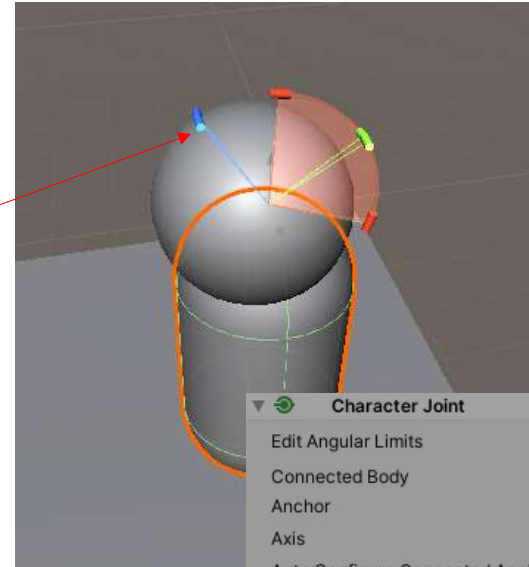 Character Joint
Edit Angular Limits
Connected Body
Anchor
Axis